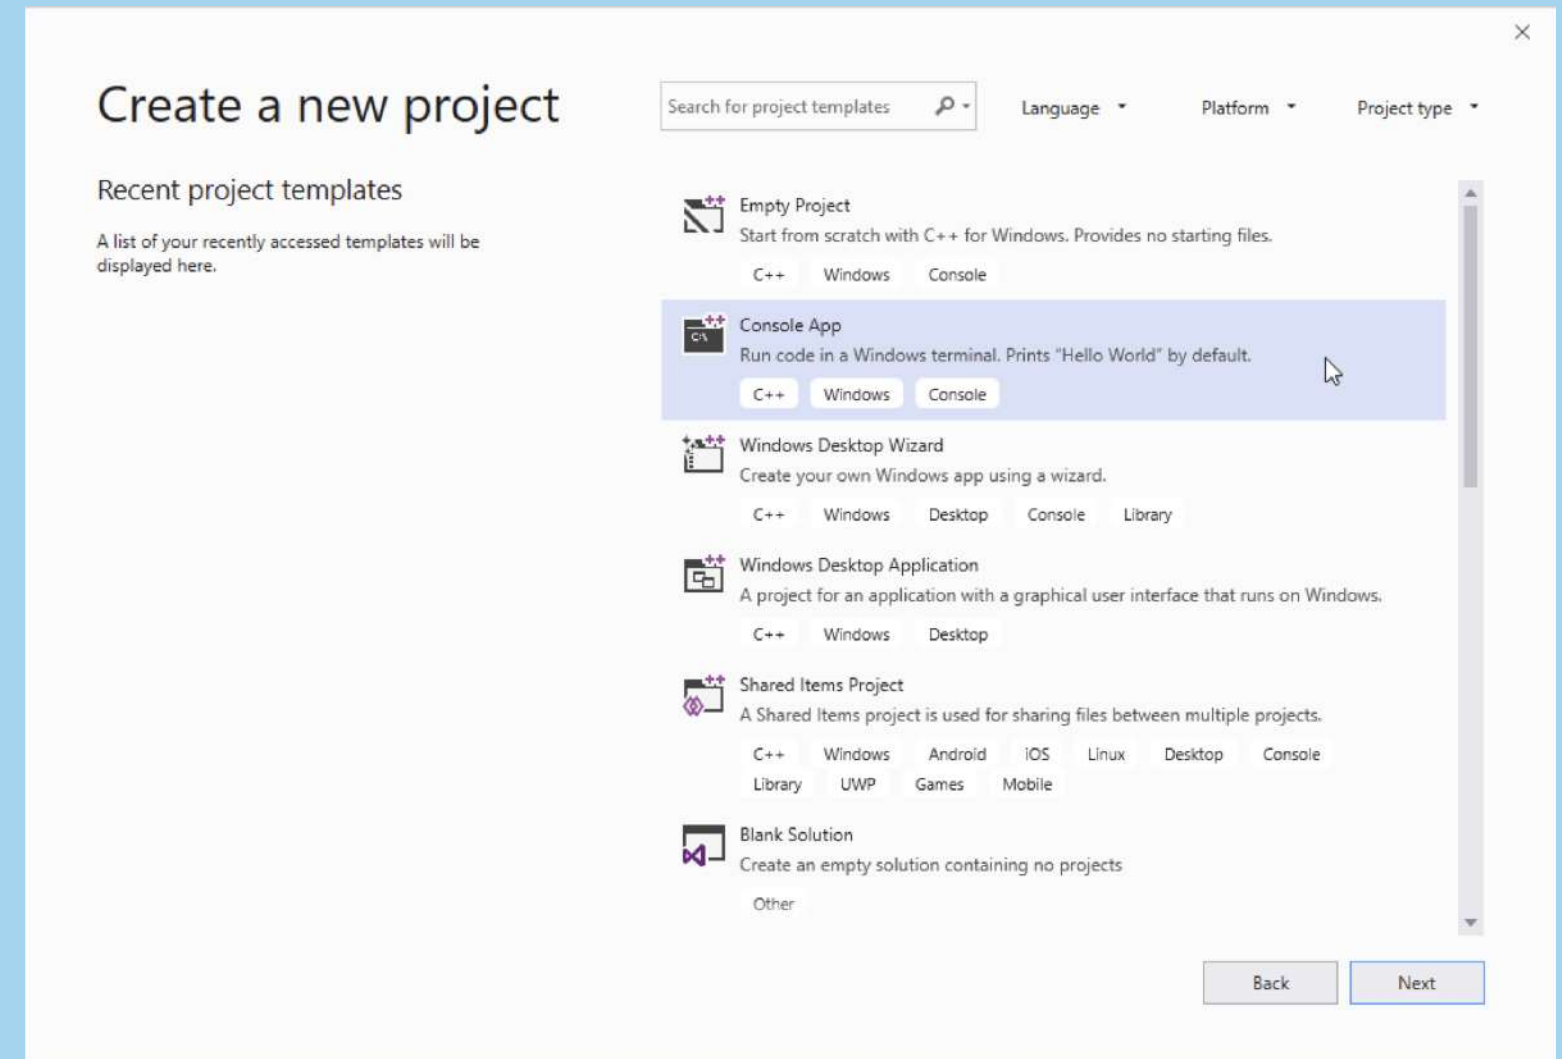 Create a new project
Search for project templates
Language
Platform
Project type
Recent project templates
A list of your recently accessed templates will be
displayed here.
Empty Project
Start from scratch with C++ for Windows. Provides no starting files.
C++ Windows Console
C:\
Console App
Run code in a Windows terminal. Prints "Hello World" by default.
C++ Windows Console
Windows Desktop Wizard
Create your own Windows app using a wizard.
C++ Windows Desktop Console Library
Windows Desktop Application
A project for an application with a graphical user interface that runs on Windows.
C++ Windows Desktop
Shared Items Project
A Shared Items project is used for sharing files between multiple projects.
C++ Windows Android iOS Linux Desktop Console
Library UWP Games Mobile
Blank Solution
Create an empty solution containing no projects
Other
Back Next